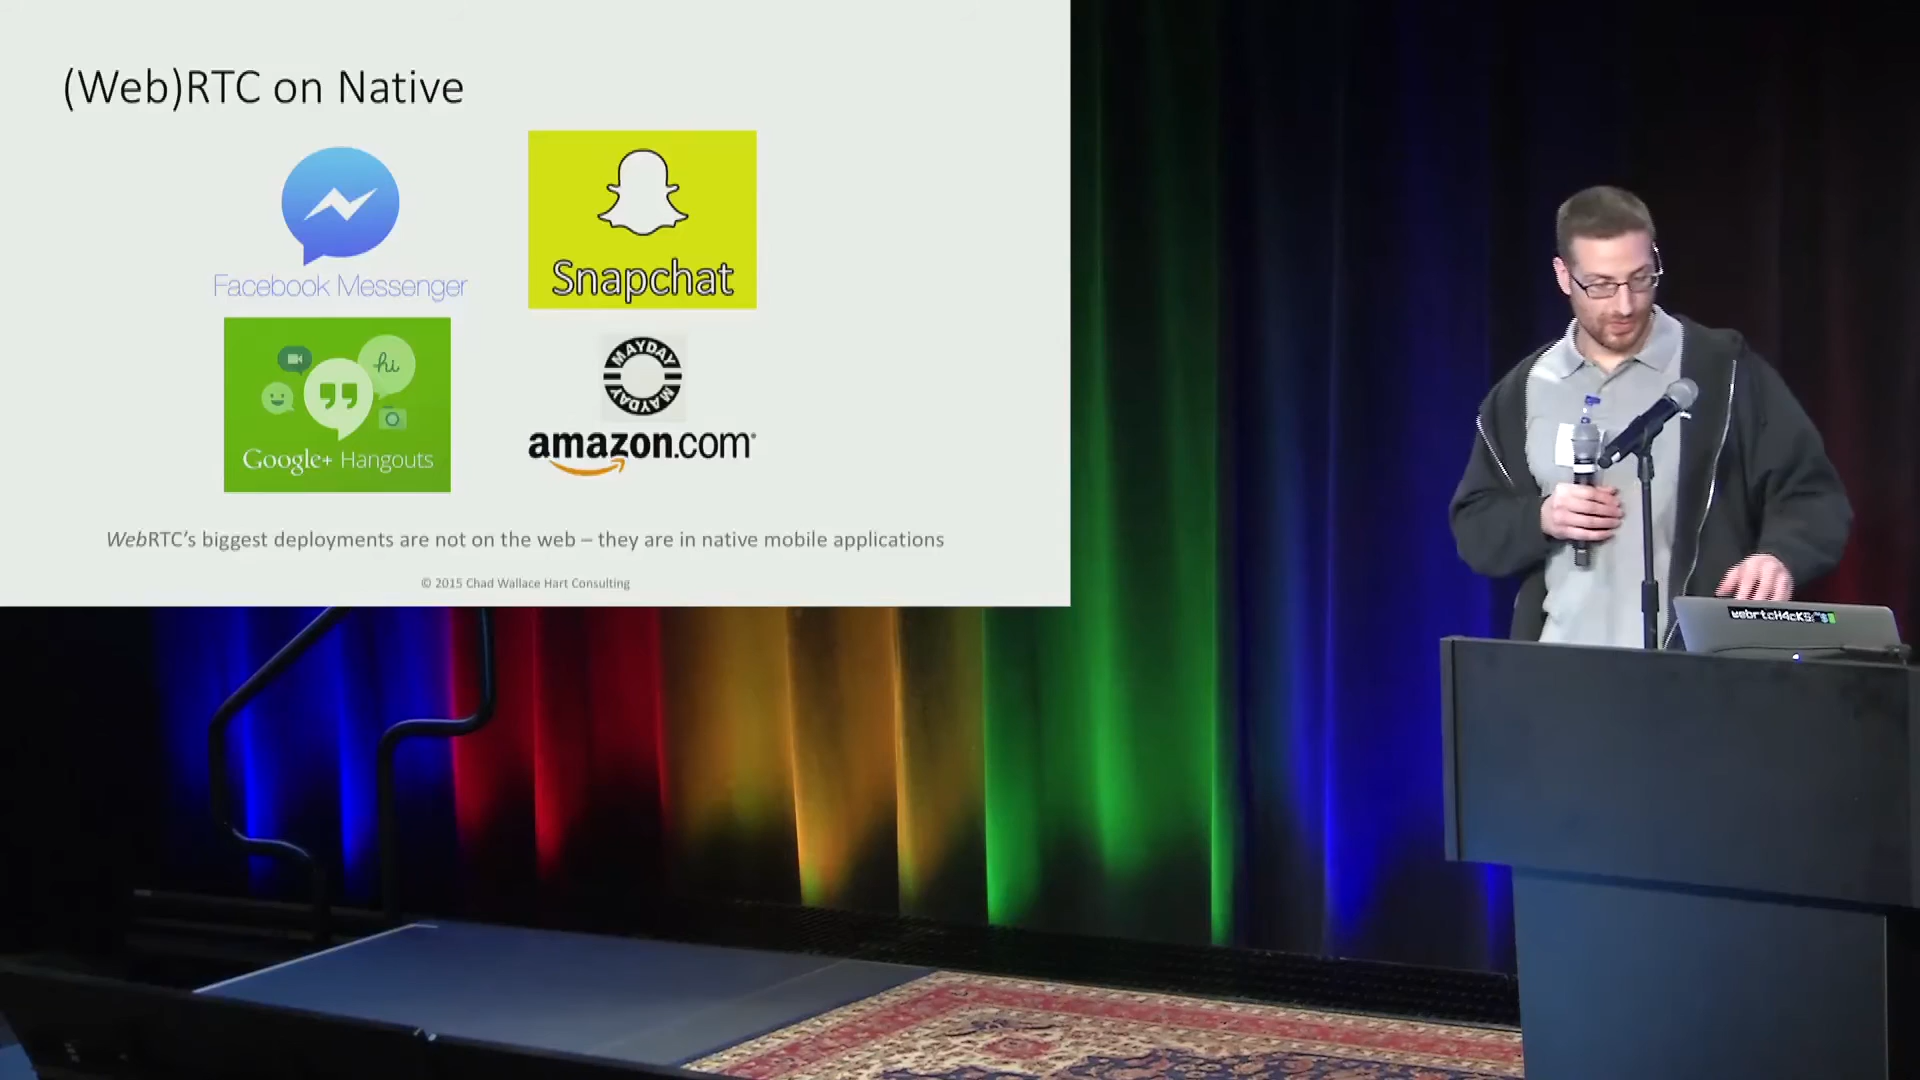 (Web)RTC on Native
Facebook Messenger
Snapchat
hi
Google+ Hangouts
MAYDAY
MAYDAY
amazon.com
WebRTC's biggest deployments are not on the web – they are in native mobile applications
© 2015 Chad Wallace Hart Consulting
webrtcH4cKS:~$